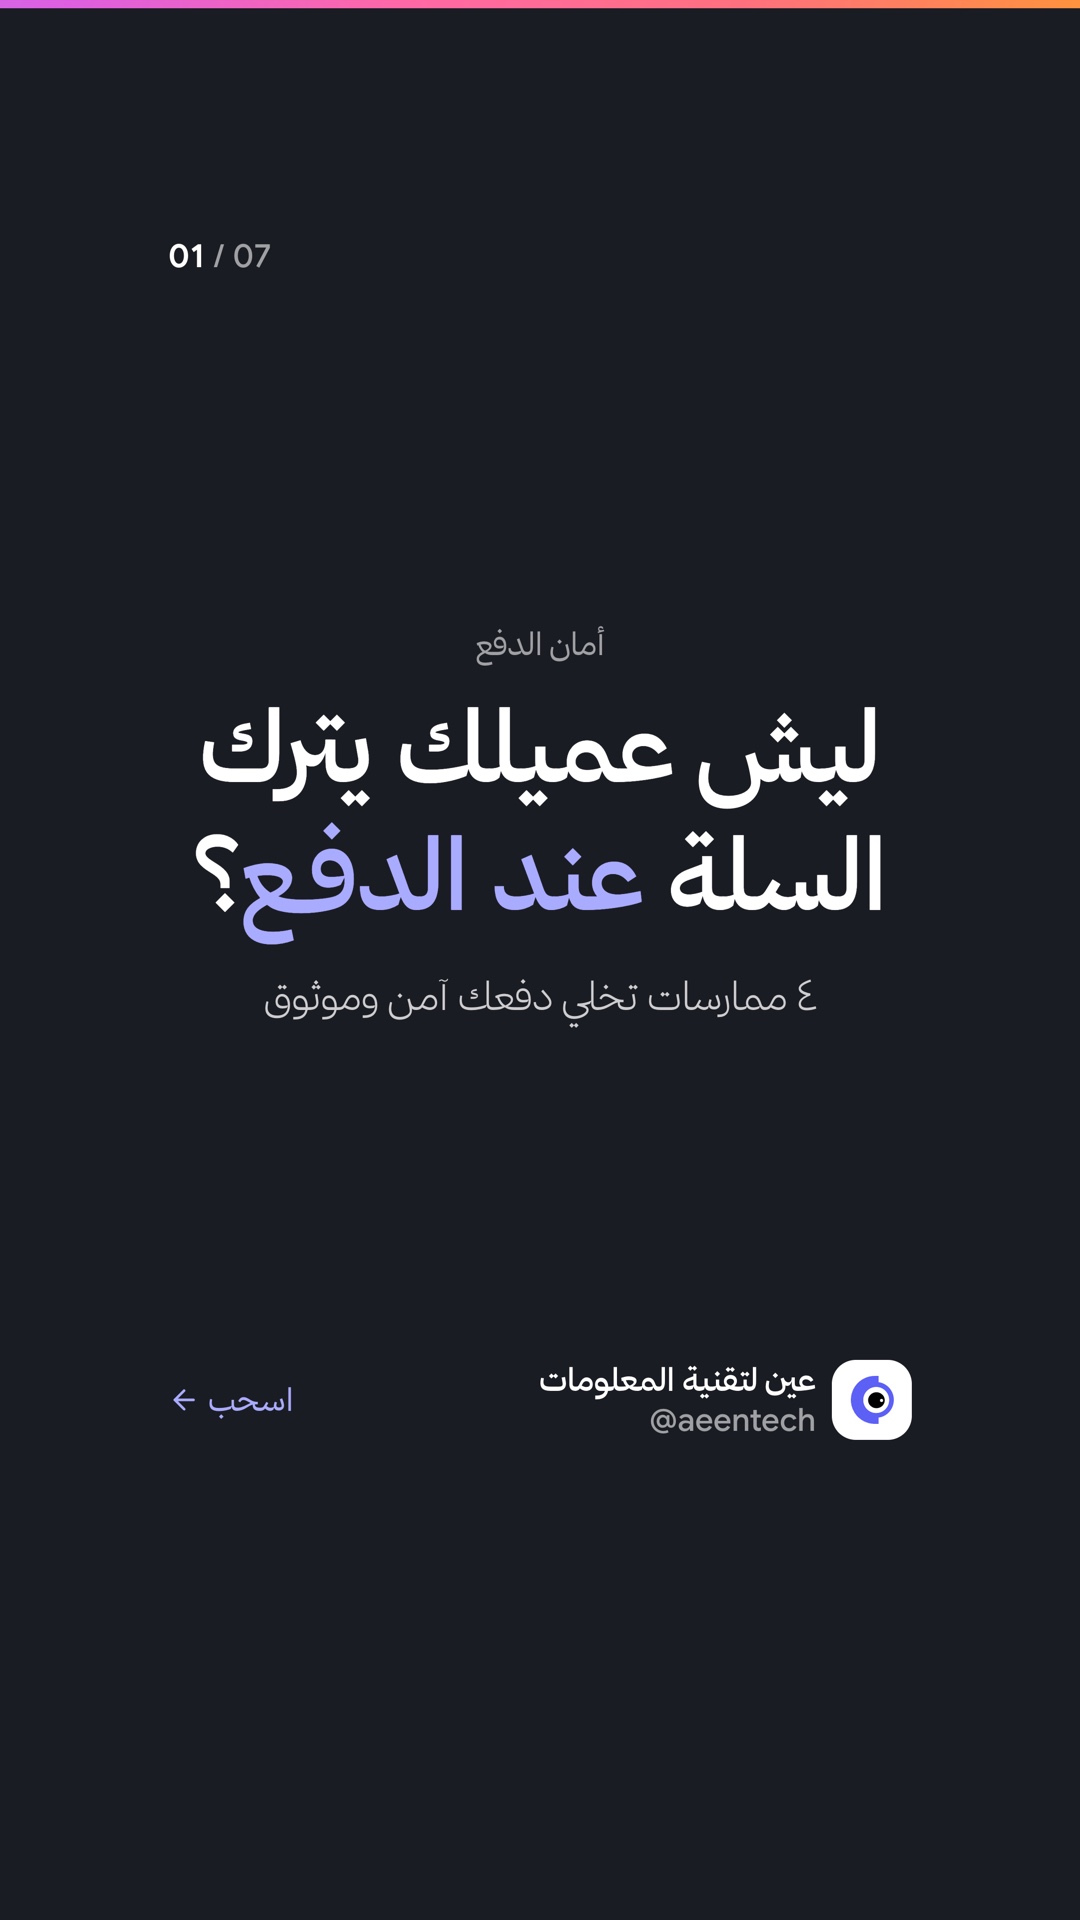 01 / 07
أمان الدفع
ليش عميلك يترك
السلة عند الدفع؟
٤ ممارسات تخلي دفعك آمن وموثوق
عين لتقنية المعلومات
@aeentech
اسحب ←